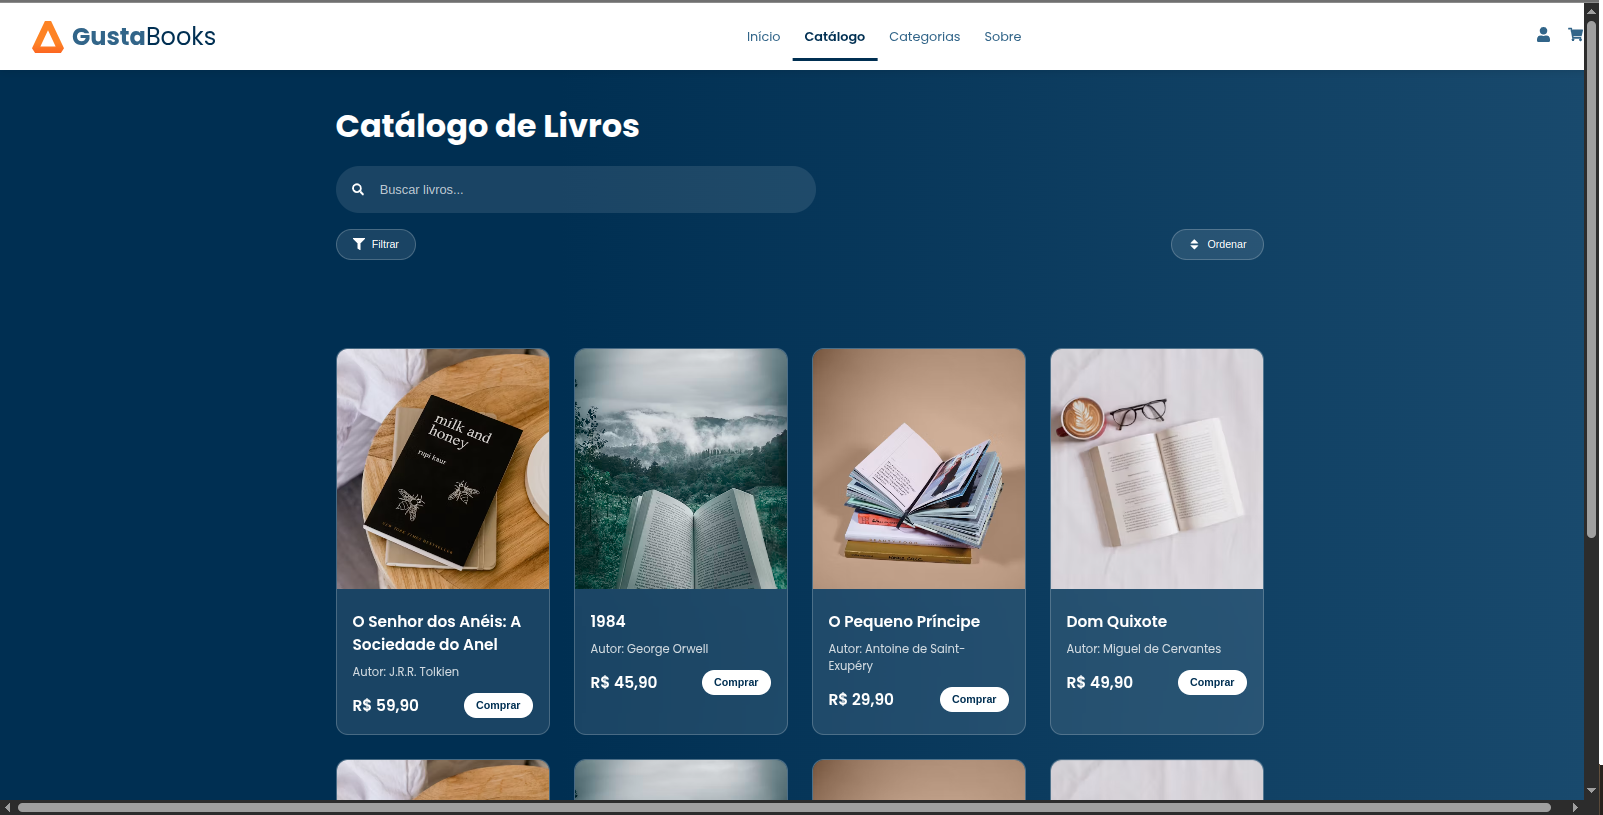 GustaBooks
Início Catálogo Categorias Sobre
Catálogo de Livros
Buscar livros...
Filtrar
Ordenar
milk and
honey
rupi kaur
O Senhor dos Anéis: A
Sociedade do Anel
Autor: J.R.R. Tolkien
R$ 59,90
Comprar
1984
Autor: George Orwell
R$ 45,90
Comprar
O Pequeno Príncipe
Autor: Antoine de Saint-
Exupéry
R$ 29,90
Comprar
Dom Quixote
Autor: Miguel de Cervantes
R$ 49,90
Comprar